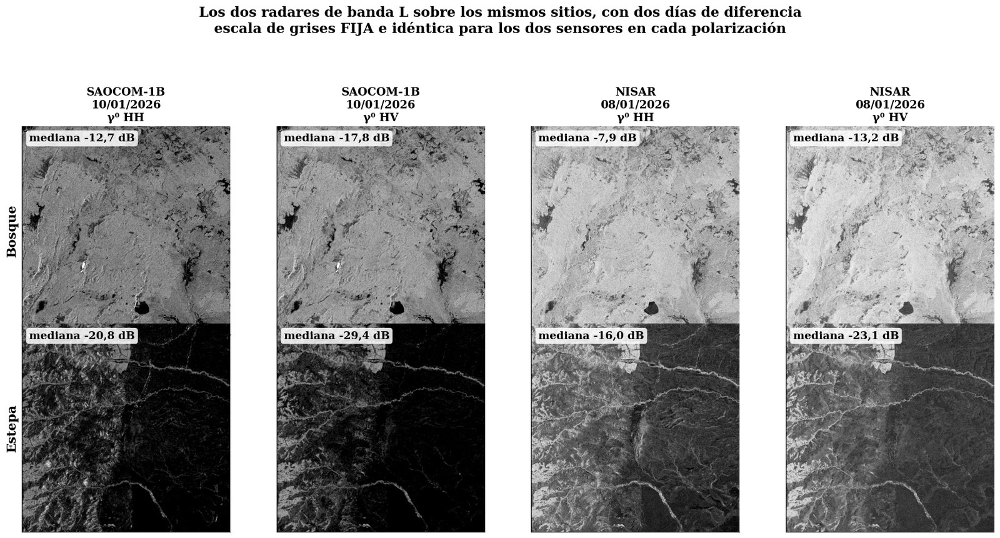 Los dos radares de banda L sobre los mismos sitios, con dos días de diferencia
escala de grises FIJA e idéntica para los dos sensores en cada polarización
SAOCOM-1B
10/01/2026
γ⁰ HH
SAOCOM-1B
10/01/2026
γ⁰ HV
NISAR
08/01/2026
γ⁰ HH
NISAR
08/01/2026
γ⁰ HV
Bosque
mediana -12,7 dB
mediana -17,8 dB
mediana -7,9 dB
mediana -13,2 dB
Estepa
mediana -20,8 dB
mediana -29,4 dB
mediana -16,0 dB
mediana -23,1 dB